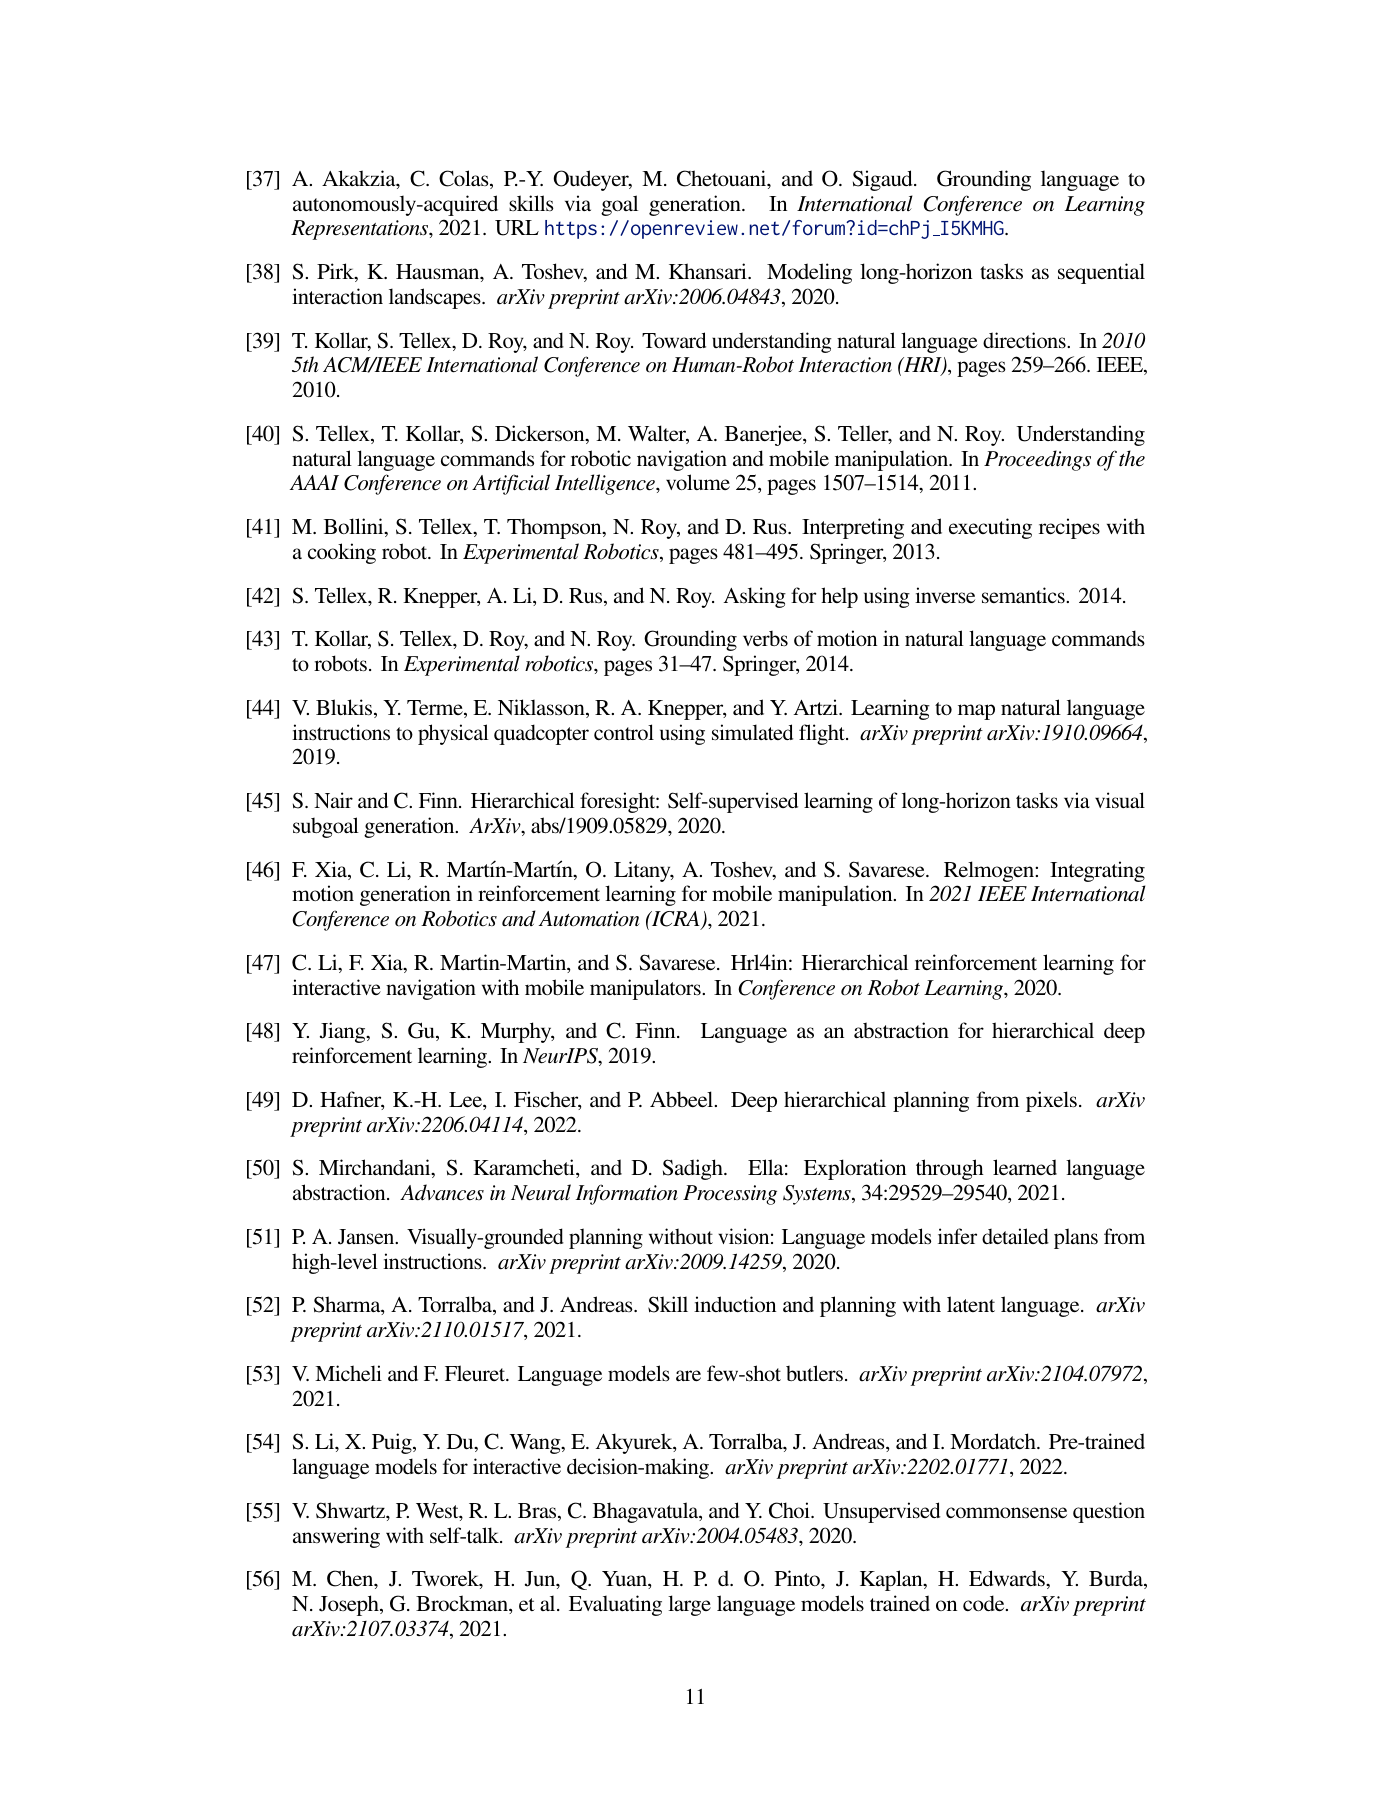 [37] A. Akakzia, C. Colas, P.-Y. Oudeyer, M. Chetouani, and O. Sigaud. Grounding language to
autonomously-acquired skills via goal generation. In International Conference on Learning
Representations, 2021. URL https://openreview.net/forum?id=chPj_I5KMHG.
[38] S. Pirk, K. Hausman, A. Toshev, and M. Khansari. Modeling long-horizon tasks as sequential
interaction landscapes. arXiv preprint arXiv:2006.04843, 2020.
[39] T. Kollar, S. Tellex, D. Roy, and N. Roy. Toward understanding natural language directions. In 2010
5th ACM/IEEE International Conference on Human-Robot Interaction (HRI), pages 259–266. IEEE,
2010.
[40] S. Tellex, T. Kollar, S. Dickerson, M. Walter, A. Banerjee, S. Teller, and N. Roy. Understanding
natural language commands for robotic navigation and mobile manipulation. In Proceedings of the
AAAI Conference on Artificial Intelligence, volume 25, pages 1507–1514, 2011.
[41] M. Bollini, S. Tellex, T. Thompson, N. Roy, and D. Rus. Interpreting and executing recipes with
a cooking robot. In Experimental Robotics, pages 481–495. Springer, 2013.
[42] S. Tellex, R. Knepper, A. Li, D. Rus, and N. Roy. Asking for help using inverse semantics. 2014.
[43] T. Kollar, S. Tellex, D. Roy, and N. Roy. Grounding verbs of motion in natural language commands
to robots. In Experimental robotics, pages 31–47. Springer, 2014.
[44] V. Blukis, Y. Terme, E. Niklasson, R. A. Knepper, and Y. Artzi. Learning to map natural language
instructions to physical quadcopter control using simulated flight. arXiv preprint arXiv:1910.09664,
2019.
[45] S. Nair and C. Finn. Hierarchical foresight: Self-supervised learning of long-horizon tasks via visual
subgoal generation. ArXiv, abs/1909.05829, 2020.
[46] F. Xia, C. Li, R. Martín-Martín, O. Litany, A. Toshev, and S. Savarese. Relmogen: Integrating
motion generation in reinforcement learning for mobile manipulation. In 2021 IEEE International
Conference on Robotics and Automation (ICRA), 2021.
[47] C. Li, F. Xia, R. Martin-Martin, and S. Savarese. Hrl4in: Hierarchical reinforcement learning for
interactive navigation with mobile manipulators. In Conference on Robot Learning, 2020.
[48] Y. Jiang, S. Gu, K. Murphy, and C. Finn. Language as an abstraction for hierarchical deep
reinforcement learning. In NeurIPS, 2019.
[49] D. Hafner, K.-H. Lee, I. Fischer, and P. Abbeel. Deep hierarchical planning from pixels. arXiv
preprint arXiv:2206.04114, 2022.
[50] S. Mirchandani, S. Karamcheti, and D. Sadigh. Ella: Exploration through learned language
abstraction. Advances in Neural Information Processing Systems, 34:29529–29540, 2021.
[51] P. A. Jansen. Visually-grounded planning without vision: Language models infer detailed plans from
high-level instructions. arXiv preprint arXiv:2009.14259, 2020.
[52] P. Sharma, A. Torralba, and J. Andreas. Skill induction and planning with latent language. arXiv
preprint arXiv:2110.01517, 2021.
[53] V. Micheli and F. Fleuret. Language models are few-shot butlers. arXiv preprint arXiv:2104.07972,
2021.
[54] S. Li, X. Puig, Y. Du, C. Wang, E. Akyurek, A. Torralba, J. Andreas, and I. Mordatch. Pre-trained
language models for interactive decision-making. arXiv preprint arXiv:2202.01771, 2022.
[55] V. Shwartz, P. West, R. L. Bras, C. Bhagavatula, and Y. Choi. Unsupervised commonsense question
answering with self-talk. arXiv preprint arXiv:2004.05483, 2020.
[56] M. Chen, J. Tworek, H. Jun, Q. Yuan, H. P. d. O. Pinto, J. Kaplan, H. Edwards, Y. Burda,
N. Joseph, G. Brockman, et al. Evaluating large language models trained on code. arXiv preprint
arXiv:2107.03374, 2021.
11